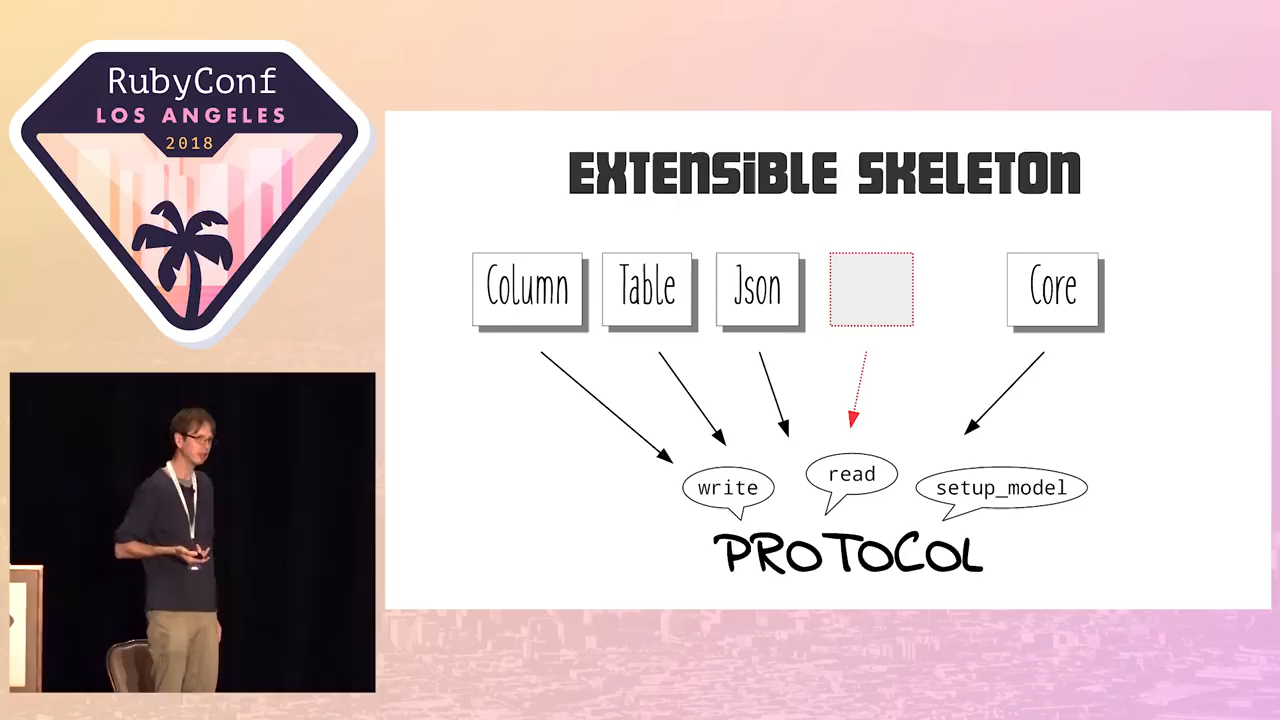 RubyConf
LOS ANGELES
2018
EXTENSiBLE SKELETON
Column Table Json Core
write read setup_model
PROTOCOL